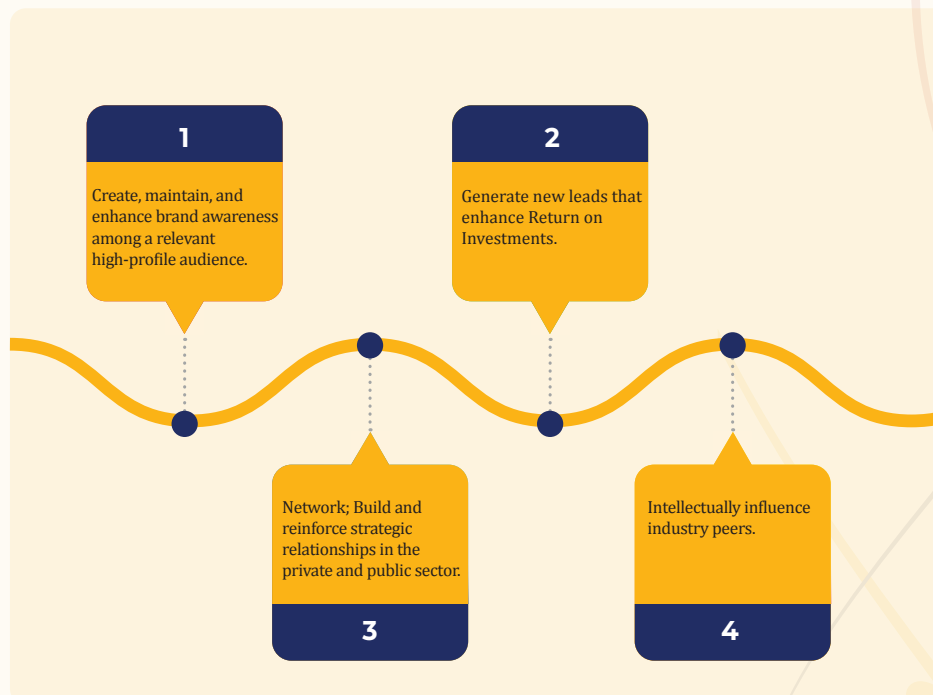 1
Create, maintain, and
enhance brand awareness
among a relevant
high-profile audience.
2
Generate new leads that
enhance Return on
Investments.
Network; Build and
reinforce strategic
relationships in the
private and public sector.
3
Intellectually influence
industry peers.
4